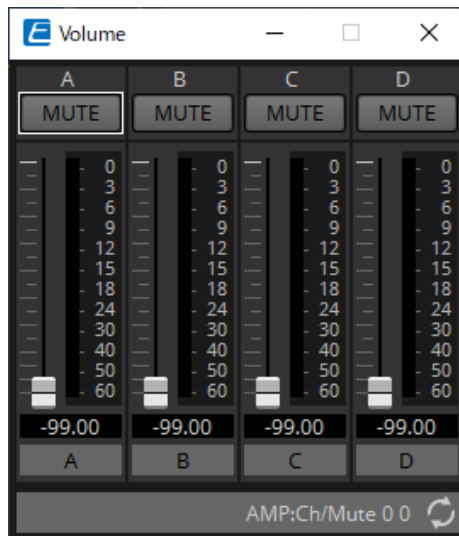 Volume
A B C D
MUTE MUTE MUTE MUTE
0 0 0 0
3 3 3 3
6 6 6 6
9 9 9 9
12 12 12 12
15 15 15 15
18 18 18 18
24 24 24 24
30 30 30 30
40 40 40 40
50 50 50 50
60 60 60 60
-99.00 -99.00 -99.00 -99.00
A B C D
AMP:Ch/Mute 0 0